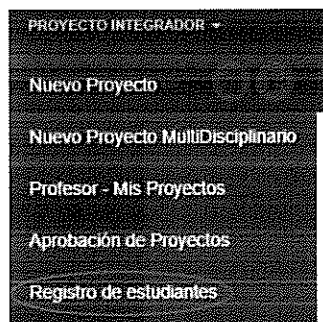 PROYECTO INTEGRADOR
Nuevo Proyecto
Nuevo Proyecto MultiDisciplinario
Profesor - Mis Proyectos
Aprobación de Proyectos
Registro de estudiantes